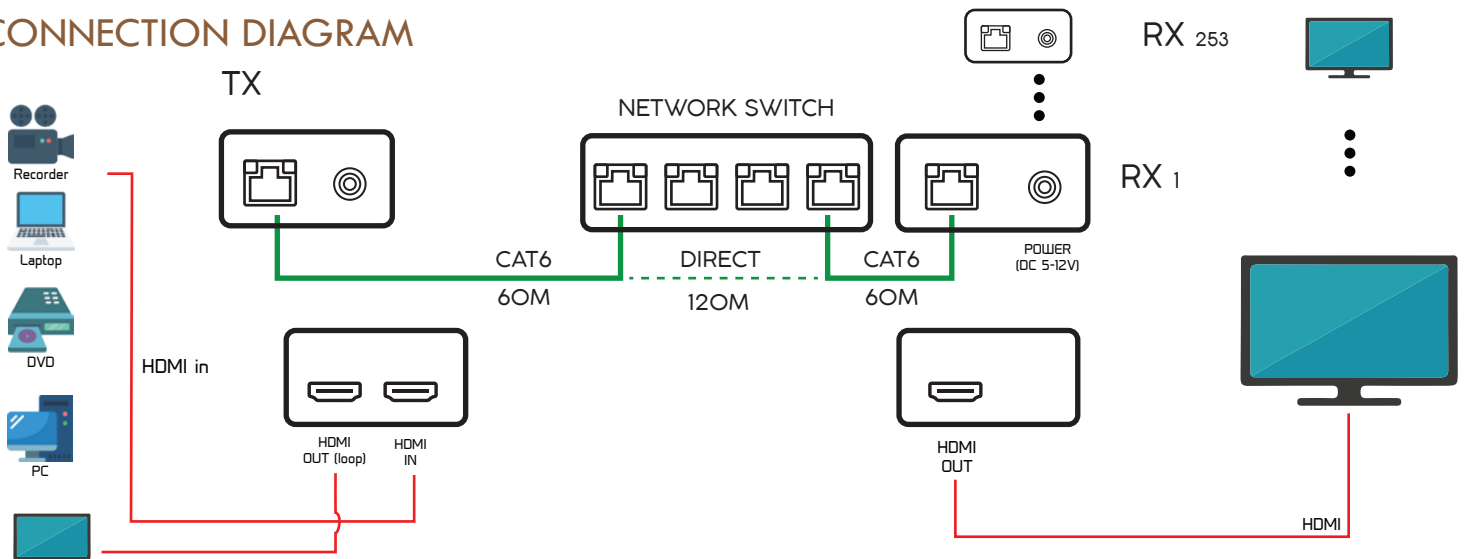 CONNECTION DIAGRAM
RX 253
TX
NETWORK SWITCH
Recorder
RX 1
Laptop
CAT6
DIRECT
CAT6
POWER
(DC 5-12V)
60M
120M
60M
DVD
HDMI in
HDMI
OUT (loop)
HDMI
IN
HDMI
OUT
PC
HDMI